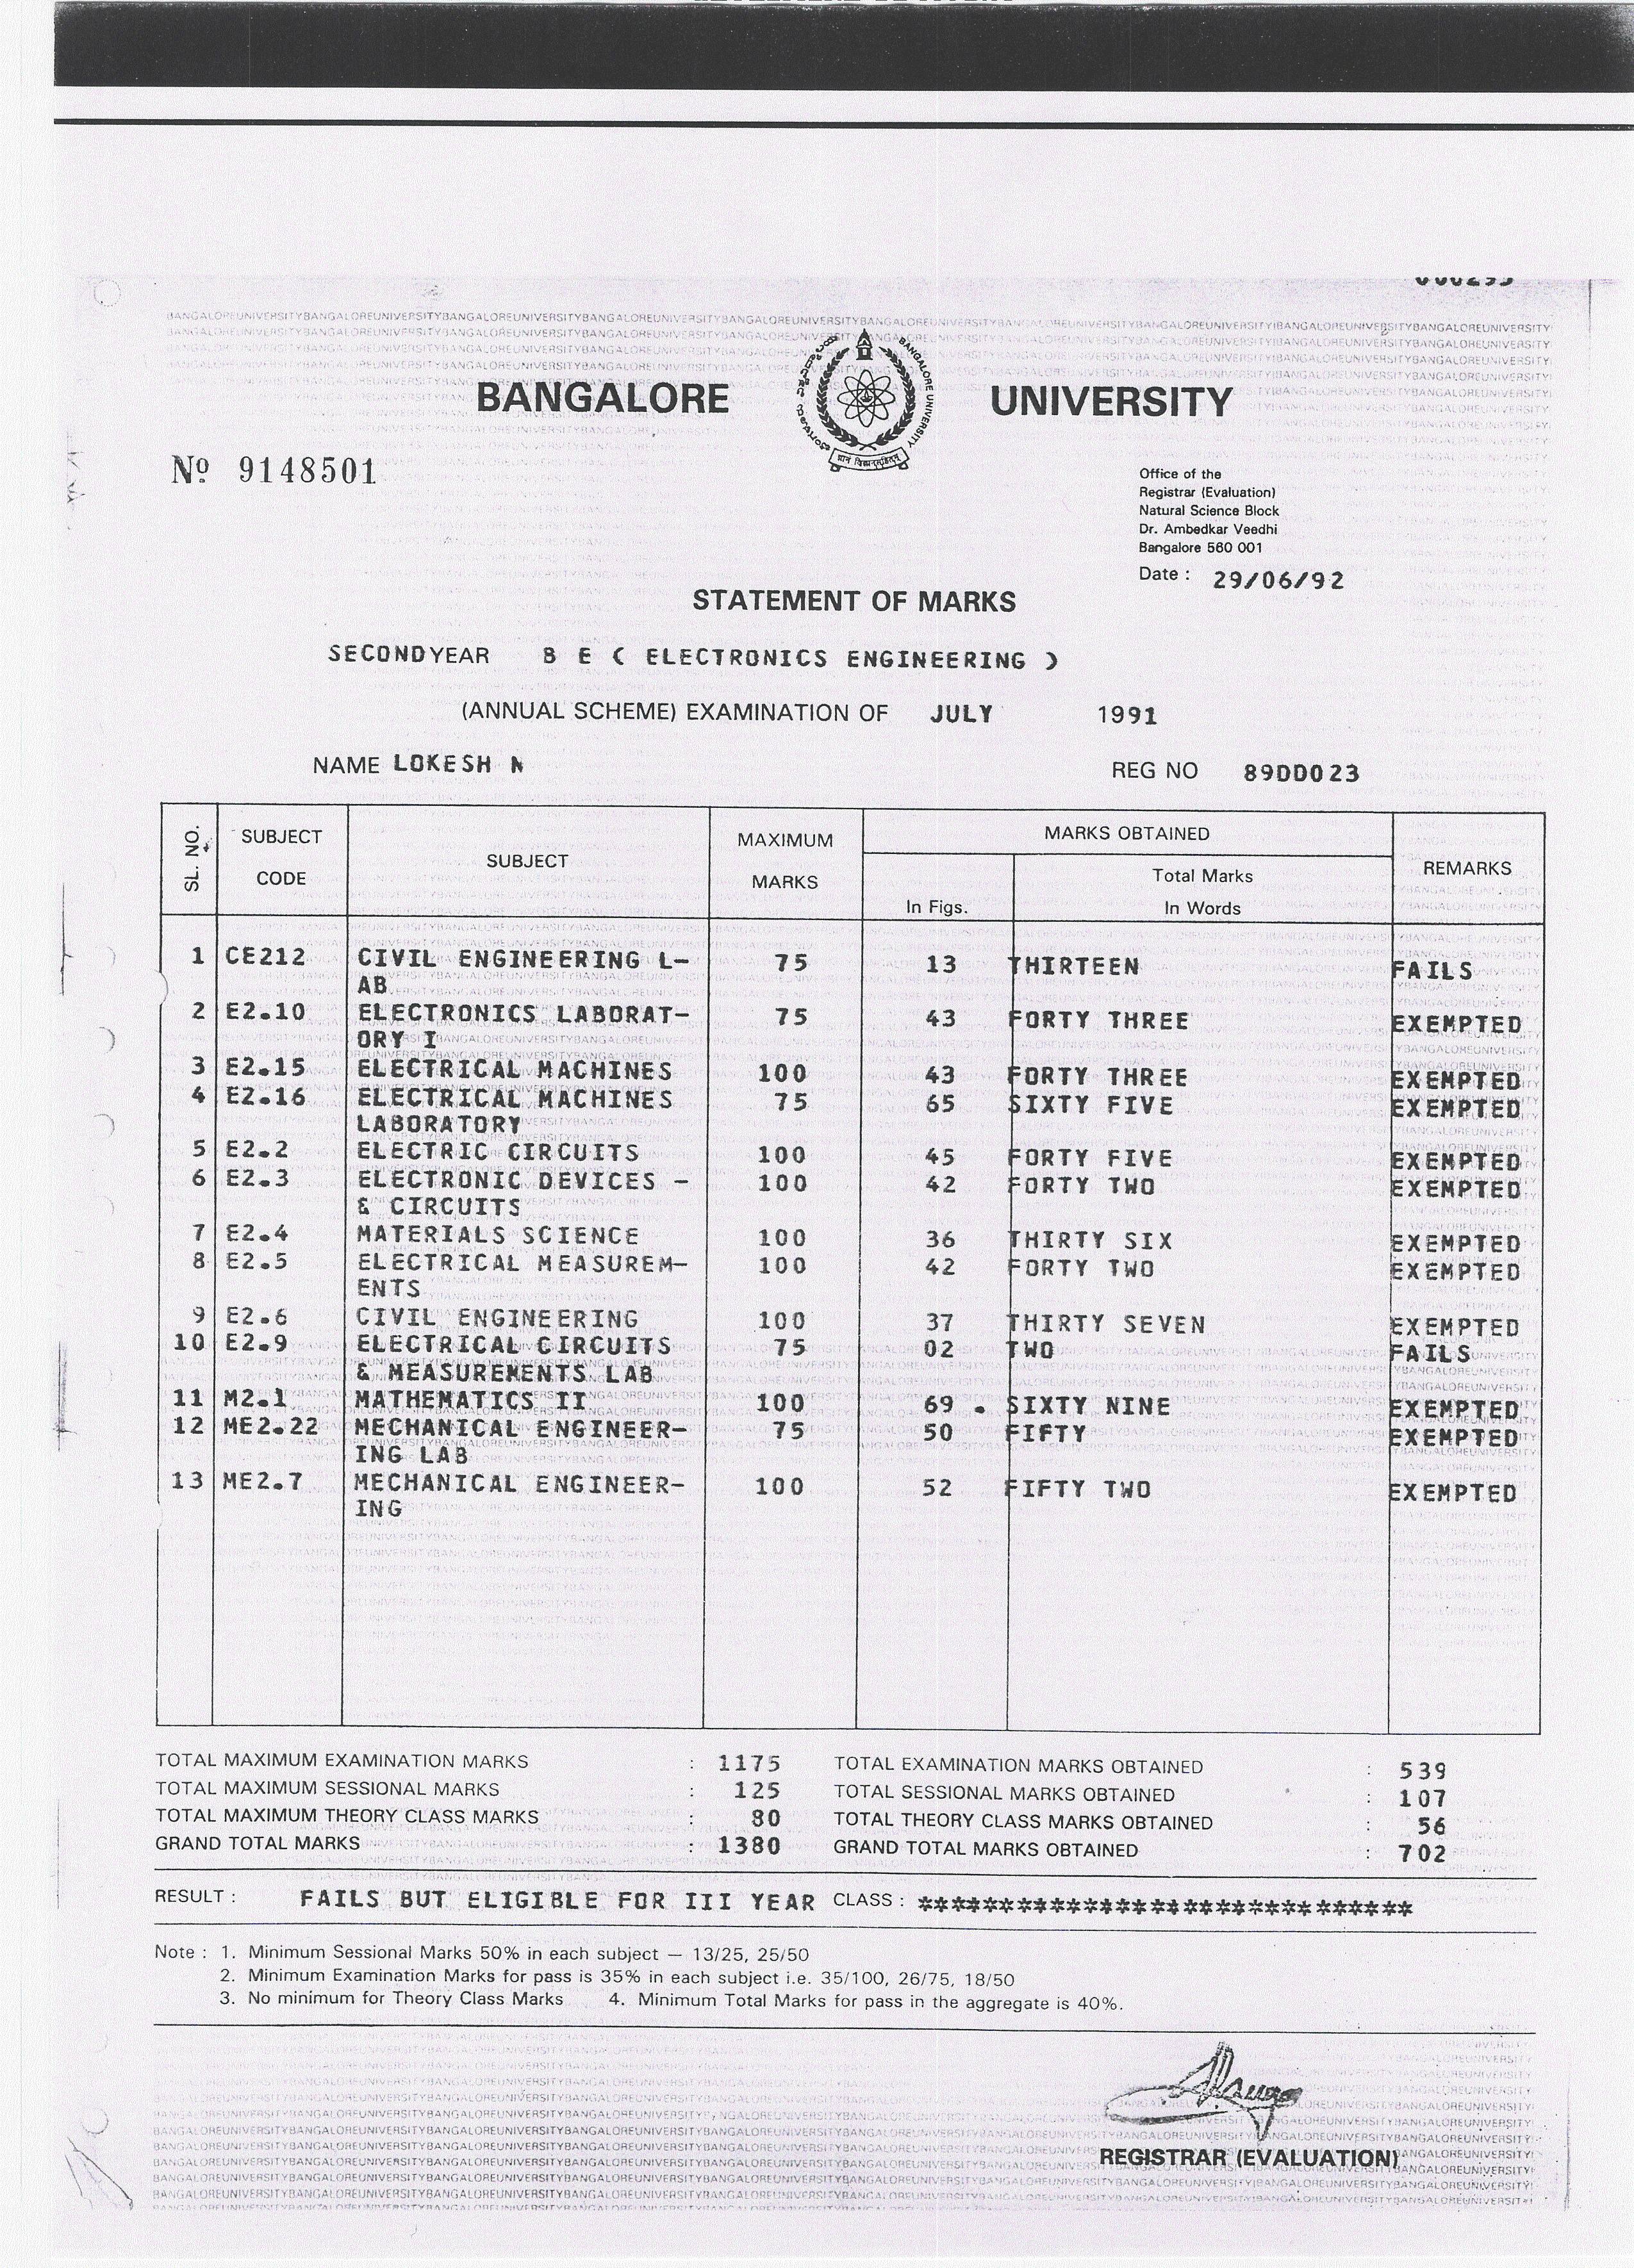 BANGALORE UNIVERSITY
BANGALORE UNIVERSITY
Nº 9148501
Office of the
Registrar (Evaluation)
Natural Science Block
Dr. Ambedkar Veedhi
Bangalore 560 001
Date : 29/06/92
STATEMENT OF MARKS
SECOND YEAR B E ( ELECTRONICS ENGINEERING )
(ANNUAL SCHEME) EXAMINATION OF JULY 1991
NAME LOKESH N REG NO 89DD023
SL. NO. SUBJECT CODE SUBJECT MAXIMUM MARKS MARKS OBTAINED REMARKS
In Figs. Total Marks In Words
1 CE212 CIVIL ENGINEERING L- 75 13 THIRTEEN FAILS
AB
2 E2.10 ELECTRONICS LABORAT- 75 43 FORTY THREE EXEMPTED
ORY I
3 E2.15 ELECTRICAL MACHINES 100 43 FORTY THREE EXEMPTED
4 E2.16 ELECTRICAL MACHINES 75 65 SIXTY FIVE EXEMPTED
LABORATORY
5 E2.2 ELECTRIC CIRCUITS 100 45 FORTY FIVE EXEMPTED
6 E2.3 ELECTRONIC DEVICES - 100 42 FORTY TWO EXEMPTED
& CIRCUITS
7 E2.4 MATERIALS SCIENCE 100 36 THIRTY SIX EXEMPTED
8 E2.5 ELECTRICAL MEASUREM- 100 42 FORTY TWO EXEMPTED
ENTS
9 E2.6 CIVIL ENGINEERING 100 37 THIRTY SEVEN EXEMPTED
10 E2.9 ELECTRICAL CIRCUITS 75 02 TWO FAILS
& MEASUREMENTS LAB
11 M2.1 MATHEMATICS II 100 69 . SIXTY NINE EXEMPTED
12 ME2.22 MECHANICAL ENGINEER- 75 50 FIFTY EXEMPTED
ING LAB
13 ME2.7 MECHANICAL ENGINEER- 100 52 FIFTY TWO EXEMPTED
ING
TOTAL MAXIMUM EXAMINATION MARKS : 1175 TOTAL EXAMINATION MARKS OBTAINED : 539
TOTAL MAXIMUM SESSIONAL MARKS : 125 TOTAL SESSIONAL MARKS OBTAINED : 107
TOTAL MAXIMUM THEORY CLASS MARKS : 80 TOTAL THEORY CLASS MARKS OBTAINED : 56
GRAND TOTAL MARKS : 1380 GRAND TOTAL MARKS OBTAINED : 702
RESULT : FAILS BUT ELIGIBLE FOR III YEAR CLASS : ******************************
Note : 1. Minimum Sessional Marks 50% in each subject — 13/25, 25/50
2. Minimum Examination Marks for pass is 35% in each subject i.e. 35/100, 26/75, 18/50
3. No minimum for Theory Class Marks 4. Minimum Total Marks for pass in the aggregate is 40%.
REGISTRAR (EVALUATION)